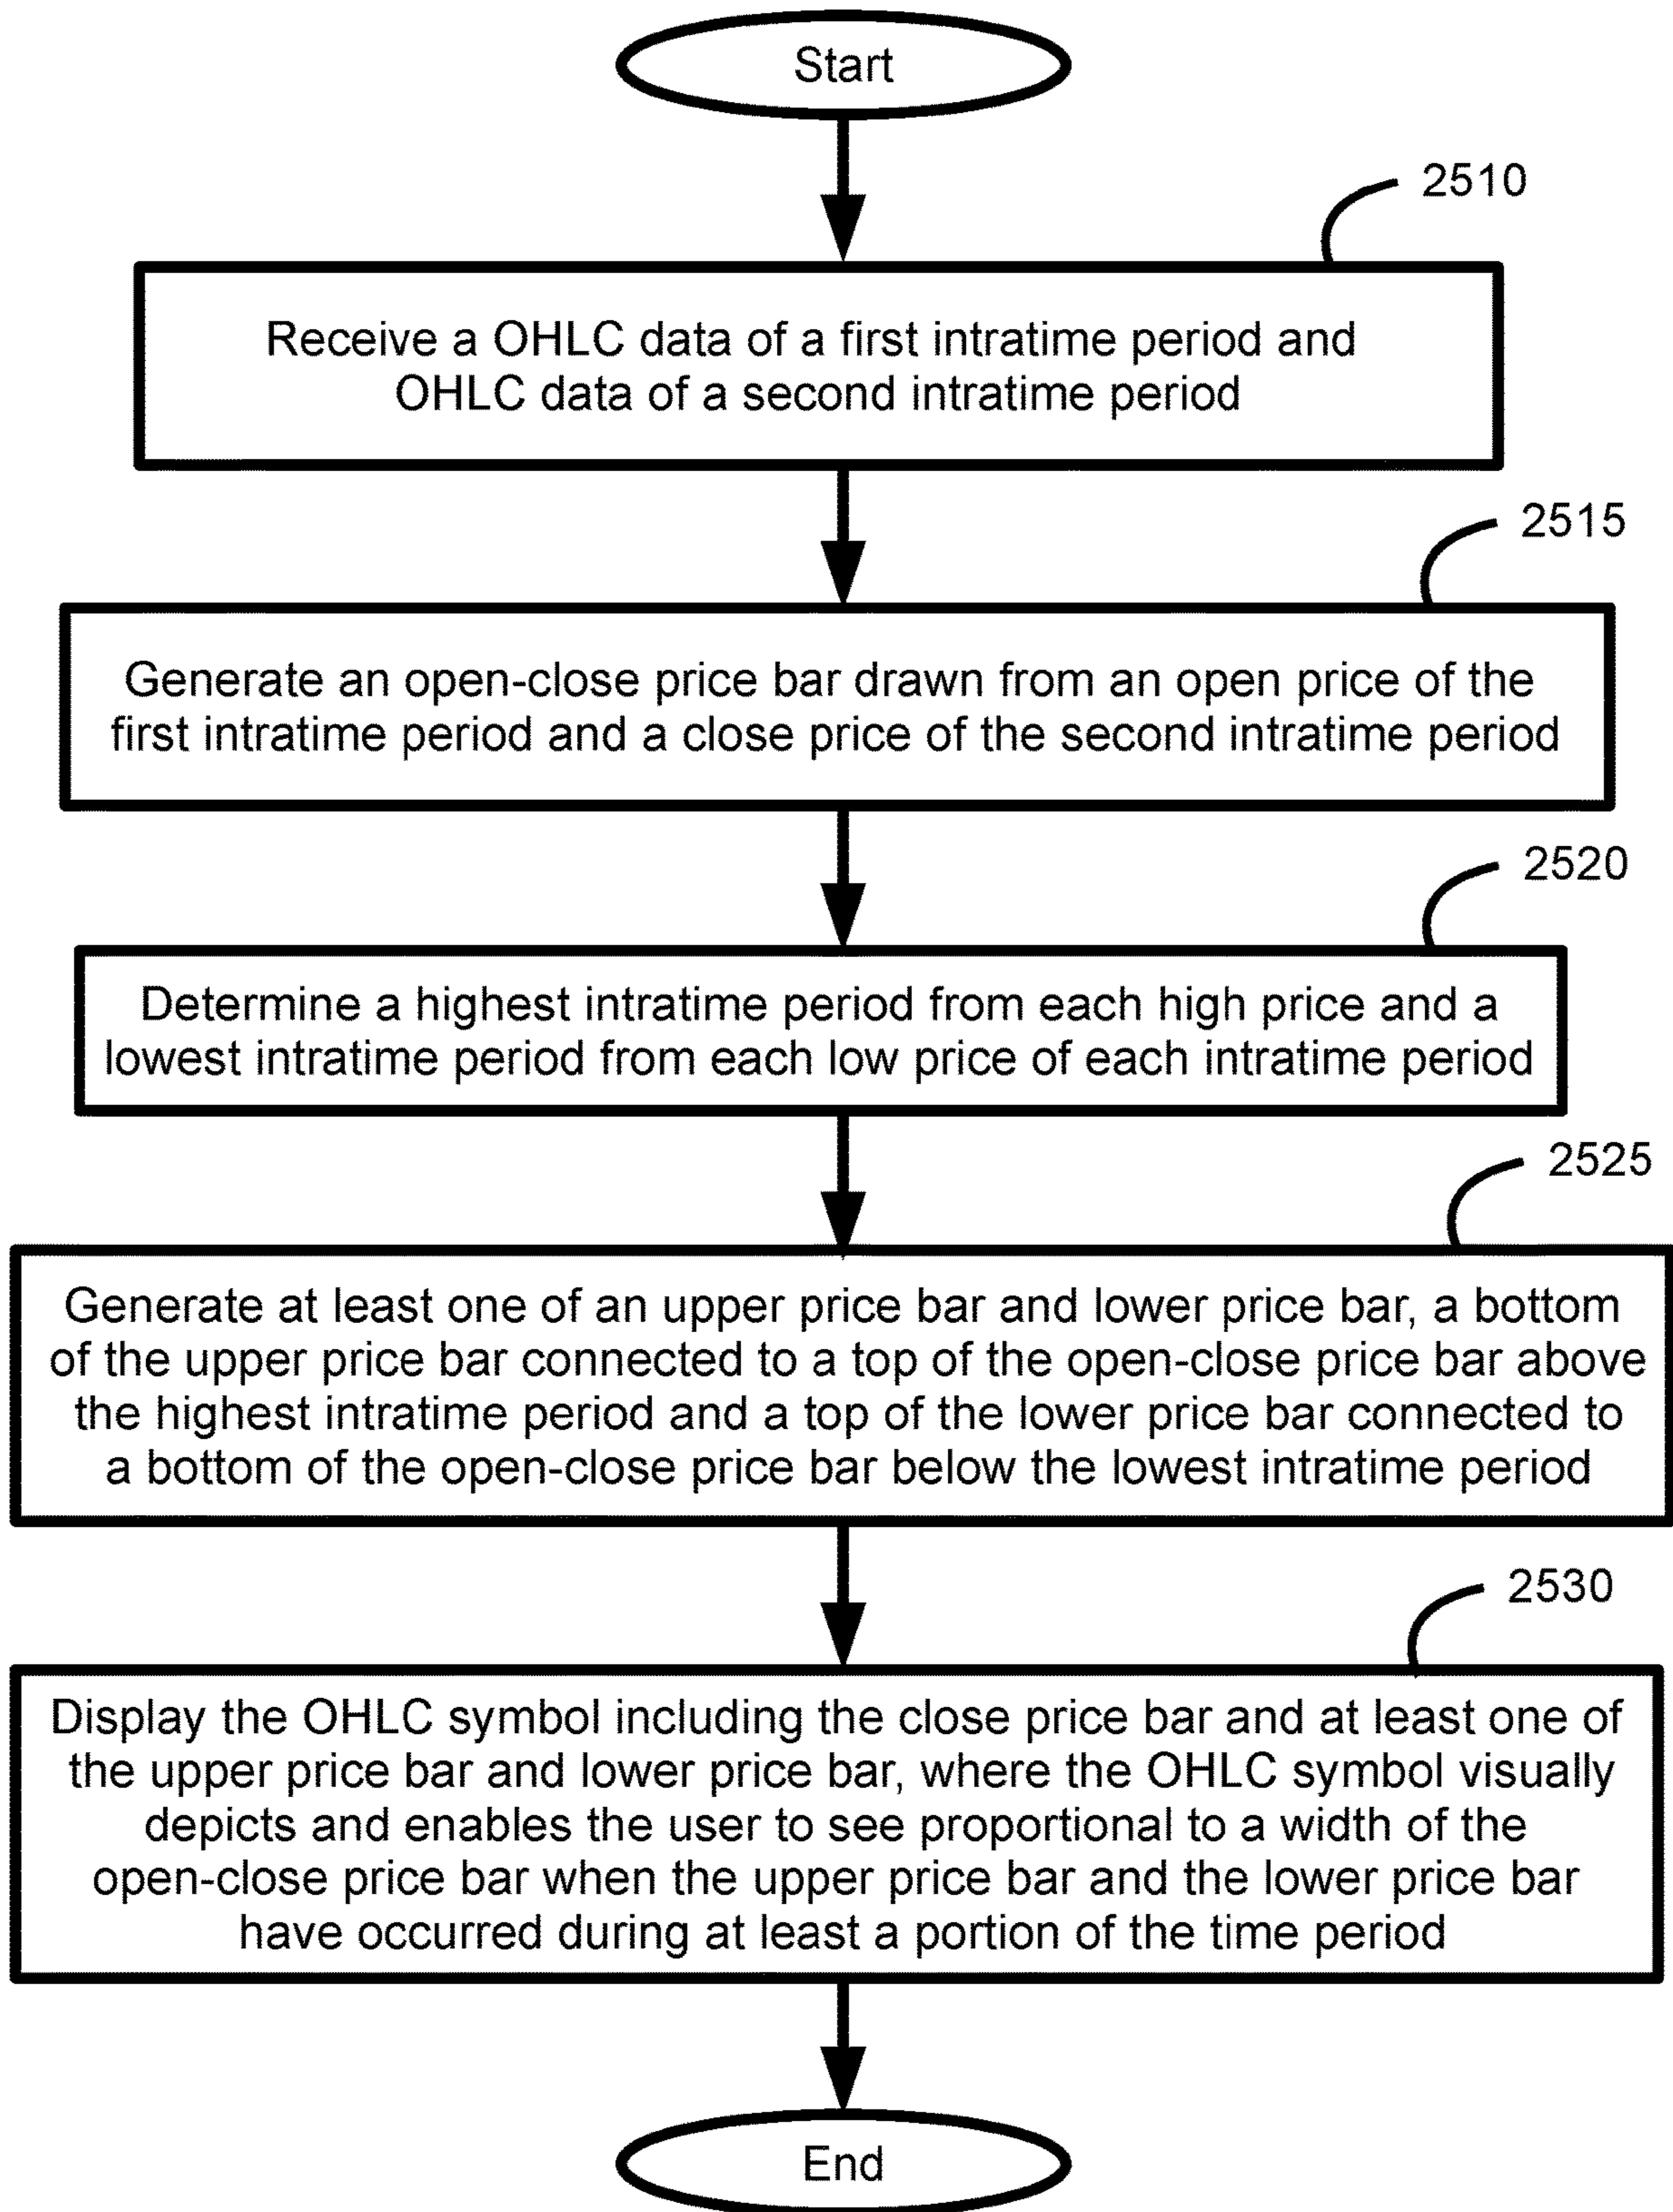 Start
2510
Receive a OHLC data of a first intratime period and
OHLC data of a second intratime period
2515
Generate an open-close price bar drawn from an open price of the
first intratime period and a close price of the second intratime period
2520
Determine a highest intratime period from each high price and a
lowest intratime period from each low price of each intratime period
2525
Generate at least one of an upper price bar and lower price bar, a bottom
of the upper price bar connected to a top of the open-close price bar above
the highest intratime period and a top of the lower price bar connected to
a bottom of the open-close price bar below the lowest intratime period
2530
Display the OHLC symbol including the close price bar and at least one of
the upper price bar and lower price bar, where the OHLC symbol visually
depicts and enables the user to see proportional to a width of the
open-close price bar when the upper price bar and the lower price bar
have occurred during at least a portion of the time period
End